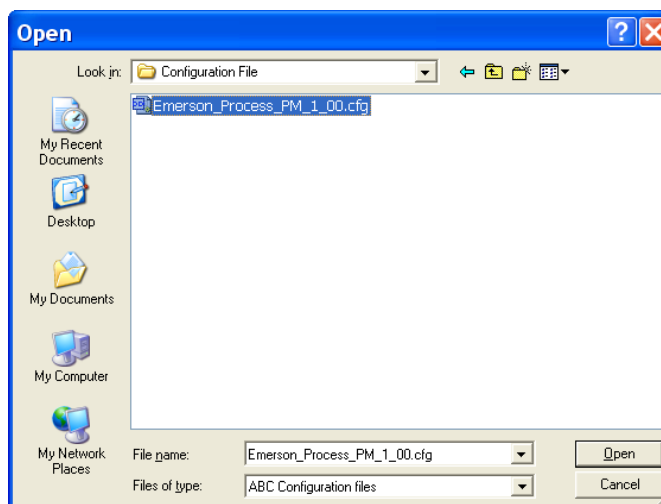 Open
Look in: Configuration File
Emerson_Process_PM_1_00.cfg
My Recent
Documents
Desktop
My Documents
My Computer
My Network
Places
File name: Emerson_Process_PM_1_00.cfg Open
Files of type: ABC Configuration files Cancel